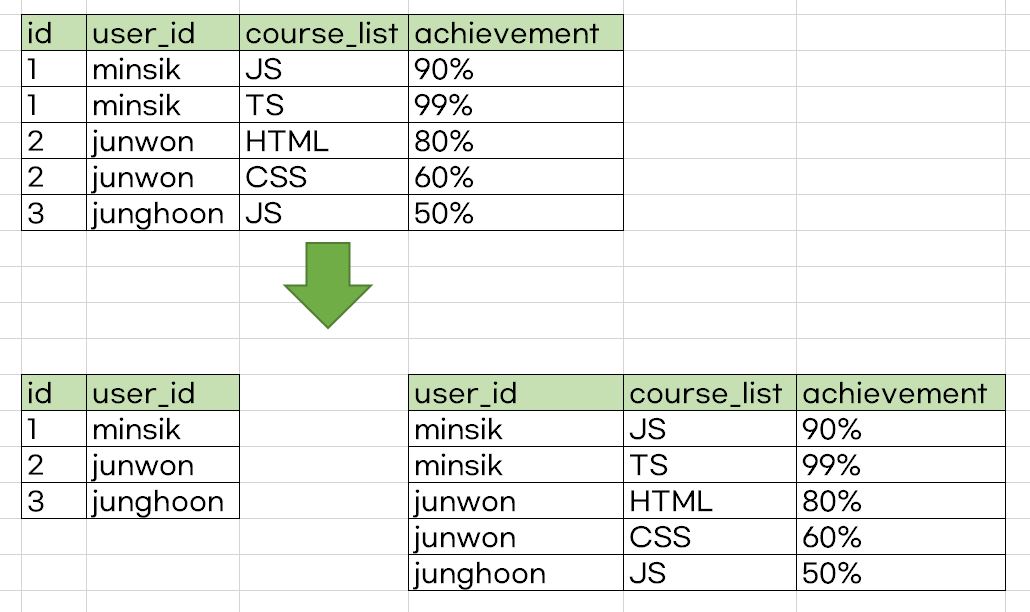 id user_id course_list achievement
1 minsik JS 90%
1 minsik TS 99%
2 junwon HTML 80%
2 junwon CSS 60%
3 junghoon JS 50%
id user_id
1 minsik
2 junwon
3 junghoon
user_id course_list achievement
minsik JS 90%
minsik TS 99%
junwon HTML 80%
junwon CSS 60%
junghoon JS 50%